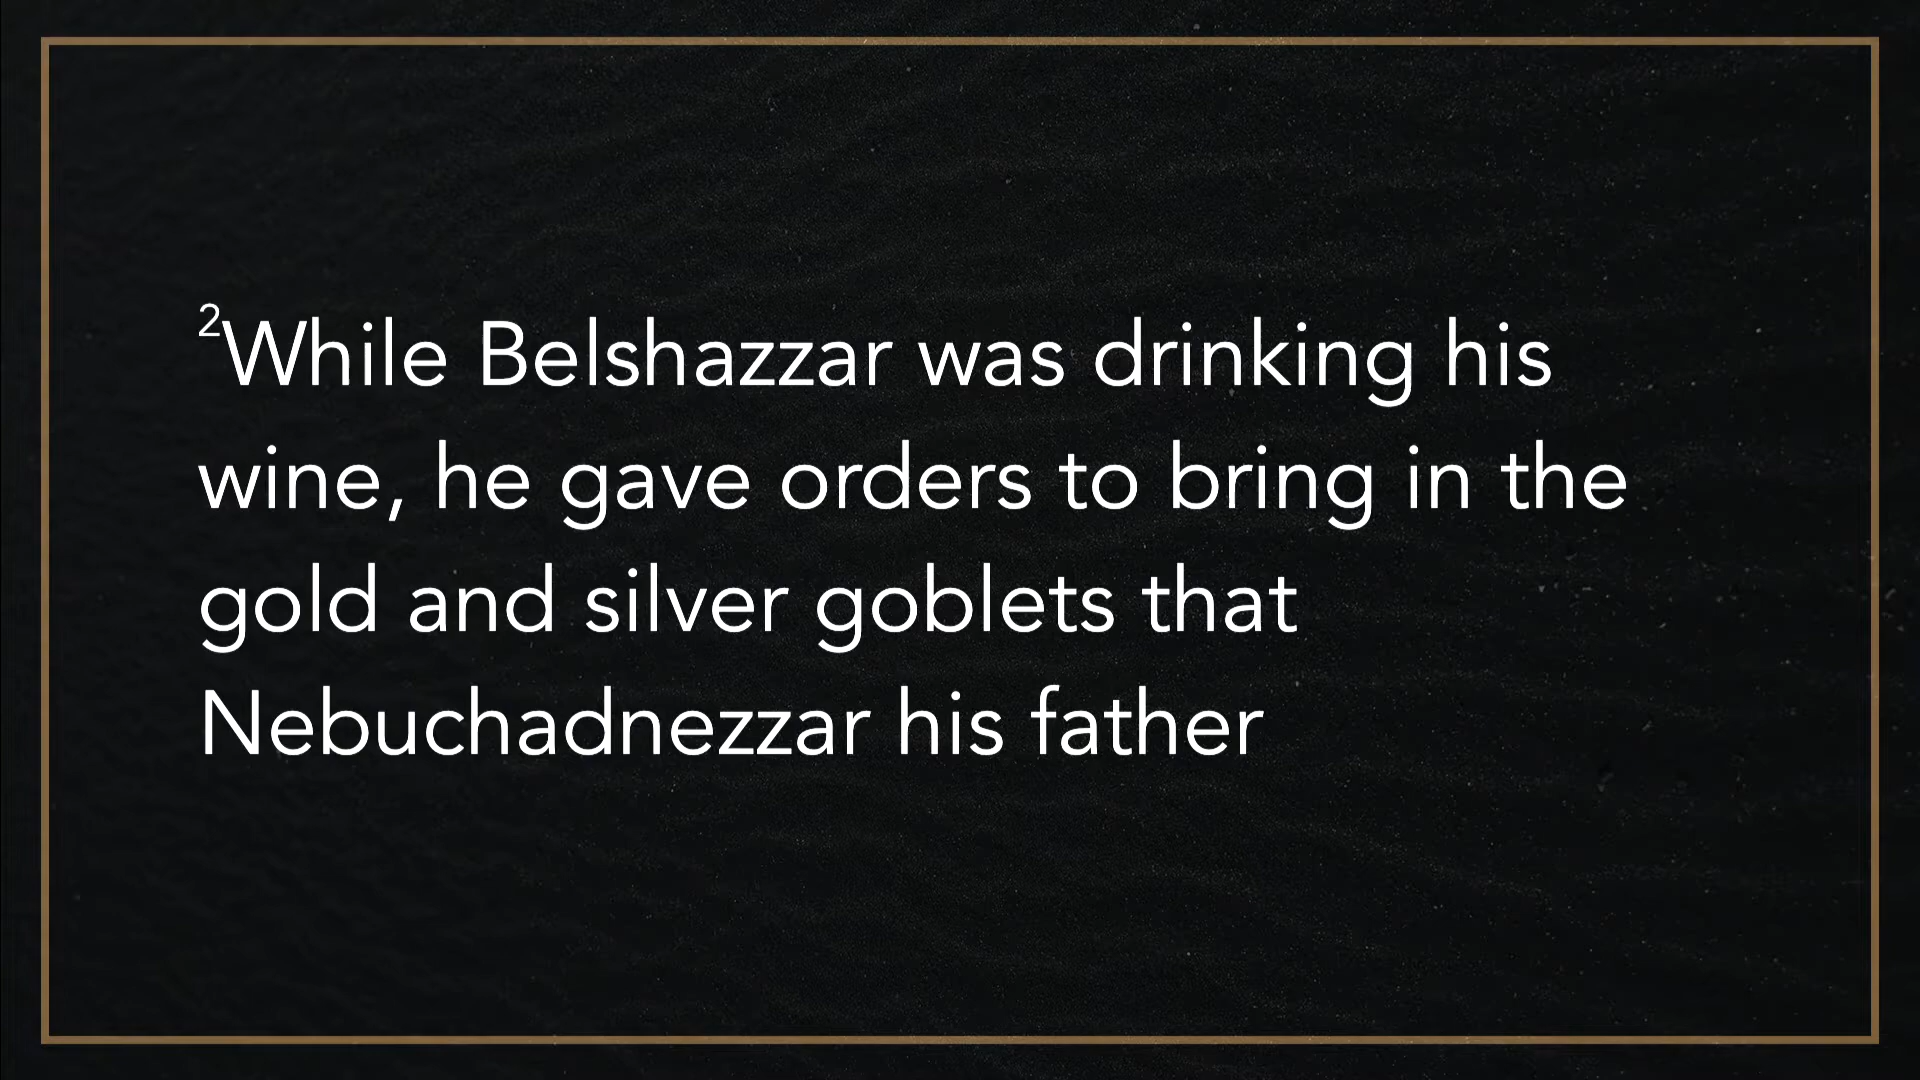 ²While Belshazzar was drinking his
wine, he gave orders to bring in the
gold and silver goblets that
Nebuchadnezzar his father